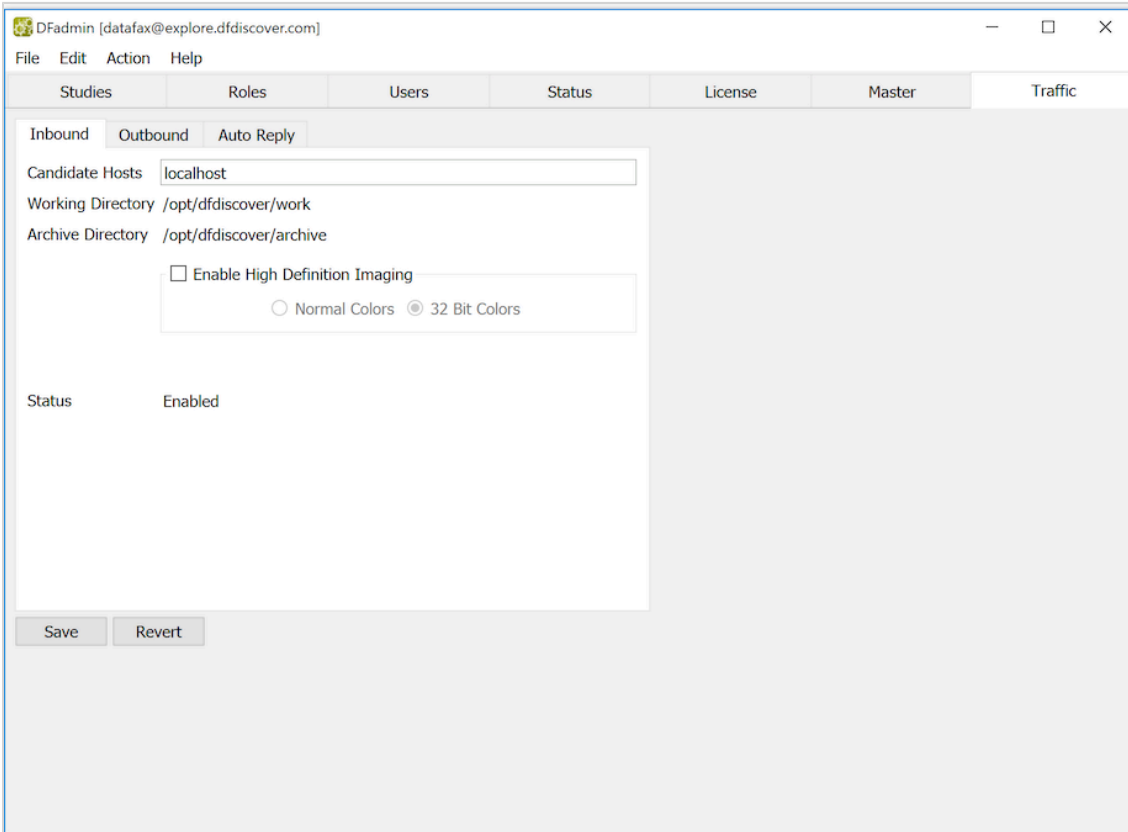 DFadmin [datafax@explore.dfdiscover.com]
File Edit Action Help
Studies Roles Users Status License Master Traffic
Inbound Outbound Auto Reply
Candidate Hosts localhost
Working Directory /opt/dfdiscover/work
Archive Directory /opt/dfdiscover/archive
Enable High Definition Imaging
Normal Colors 32 Bit Colors
Status Enabled
Save Revert